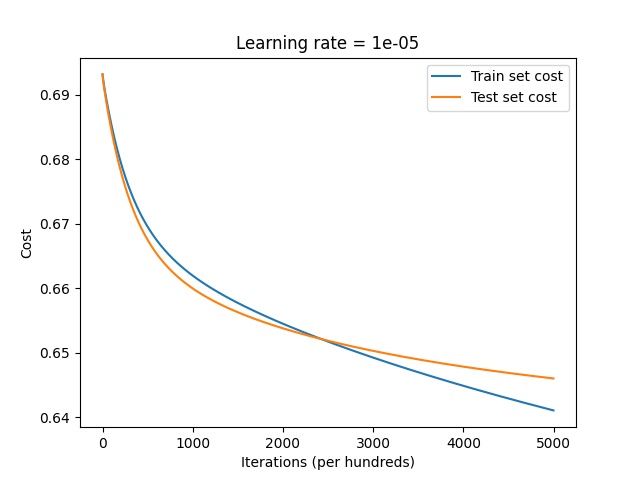 Learning rate = 1e-05
Train set cost
Test set cost
0.69
0.68
0.67
0.66
0.65
0.64
Cost
0 1000 2000 3000 4000 5000
Iterations (per hundreds)